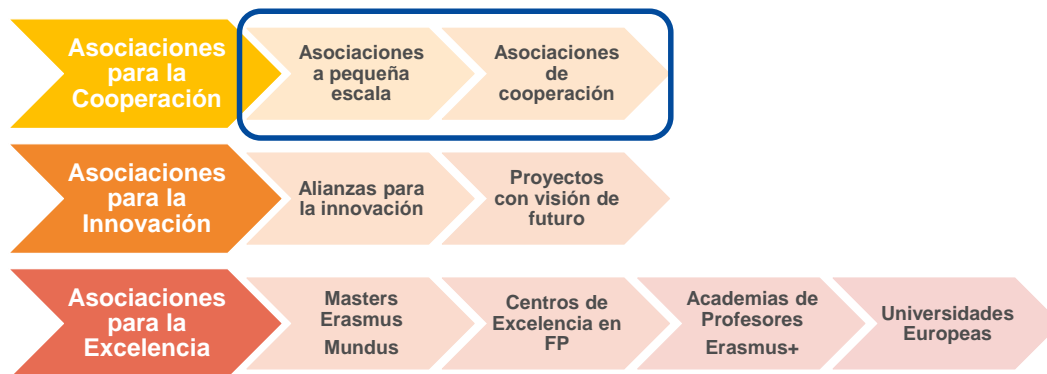 Asociaciones
para la
Cooperación
Asociaciones
a pequeña
escala
Asociaciones
de
cooperación
Asociaciones
para la
Innovación
Alianzas para
la innovación
Proyectos
con visión de
futuro
Asociaciones
para la
Excelencia
Masters
Erasmus
Mundus
Centros de
Excelencia en
FP
Academias de
Profesores
Erasmus+
Universidades
Europeas